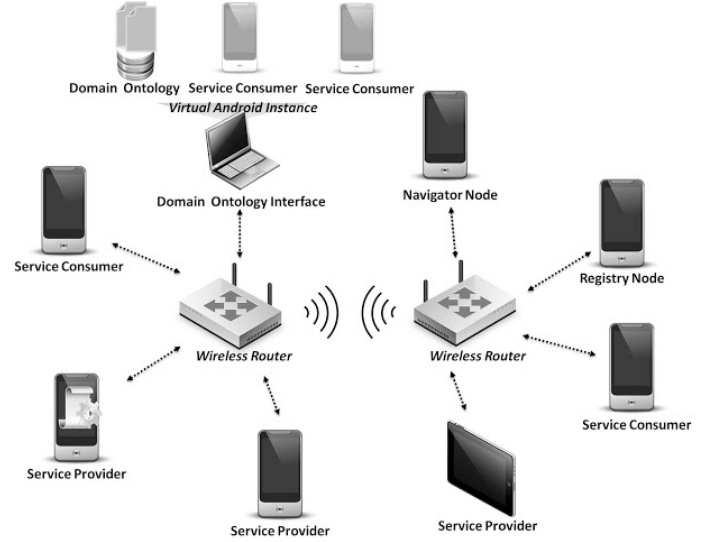 Domain Ontology
Service Consumer
Service Consumer
Virtual Android Instance
Domain Ontology Interface
Navigator Node
Service Consumer
Registry Node
Wireless Router
Wireless Router
Service Consumer
Service Provider
Service Provider
Service Provider